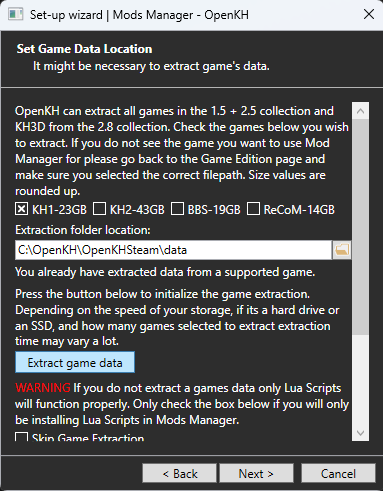 Set-up wizard | Mods Manager - OpenKH
Set Game Data Location
It might be necessary to extract game's data.
OpenKH can extract all games in the 1.5 + 2.5 collection and
KH3D from the 2.8 collection. Check the games below you wish
to extract. If you do not see the game you want to use Mod
Manager for please go back to the Game Edition page and
make sure you selected the correct filepath. Size values are
rounded up.
KH1-23GB KH2-43GB BBS-19GB ReCoM-14GB
Extraction folder location:
C:\OpenKH\OpenKHSteam\data
You already have extracted data from a supported game.
Press the button below to initialize the game extraction.
Depending on the speed of your storage, if its a hard drive or
an SSD, and how many games selected to extract extraction
time may vary a lot.
Extract game data
WARNING If you do not extract a games data only Lua Scripts
will function properly. Only check the box below if you will only
be installing Lua Scripts in Mods Manager.
Skip Game Extraction
< Back Next > Cancel